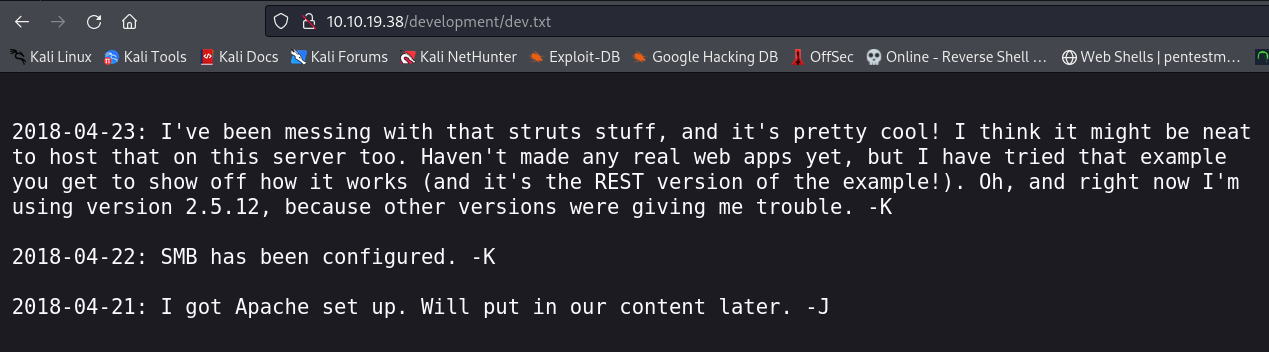 10.10.19.38/development/dev.txt
Kali Linux Kali Tools Kali Docs Kali Forums Kali NetHunter Exploit-DB Google Hacking DB OffSec Online - Reverse Shell … Web Shells | pentestm…
2018-04-23: I've been messing with that struts stuff, and it's pretty cool! I think it might be neat
to host that on this server too. Haven't made any real web apps yet, but I have tried that example
you get to show off how it works (and it's the REST version of the example!). Oh, and right now I'm
using version 2.5.12, because other versions were giving me trouble. -K
2018-04-22: SMB has been configured. -K
2018-04-21: I got Apache set up. Will put in our content later. -J